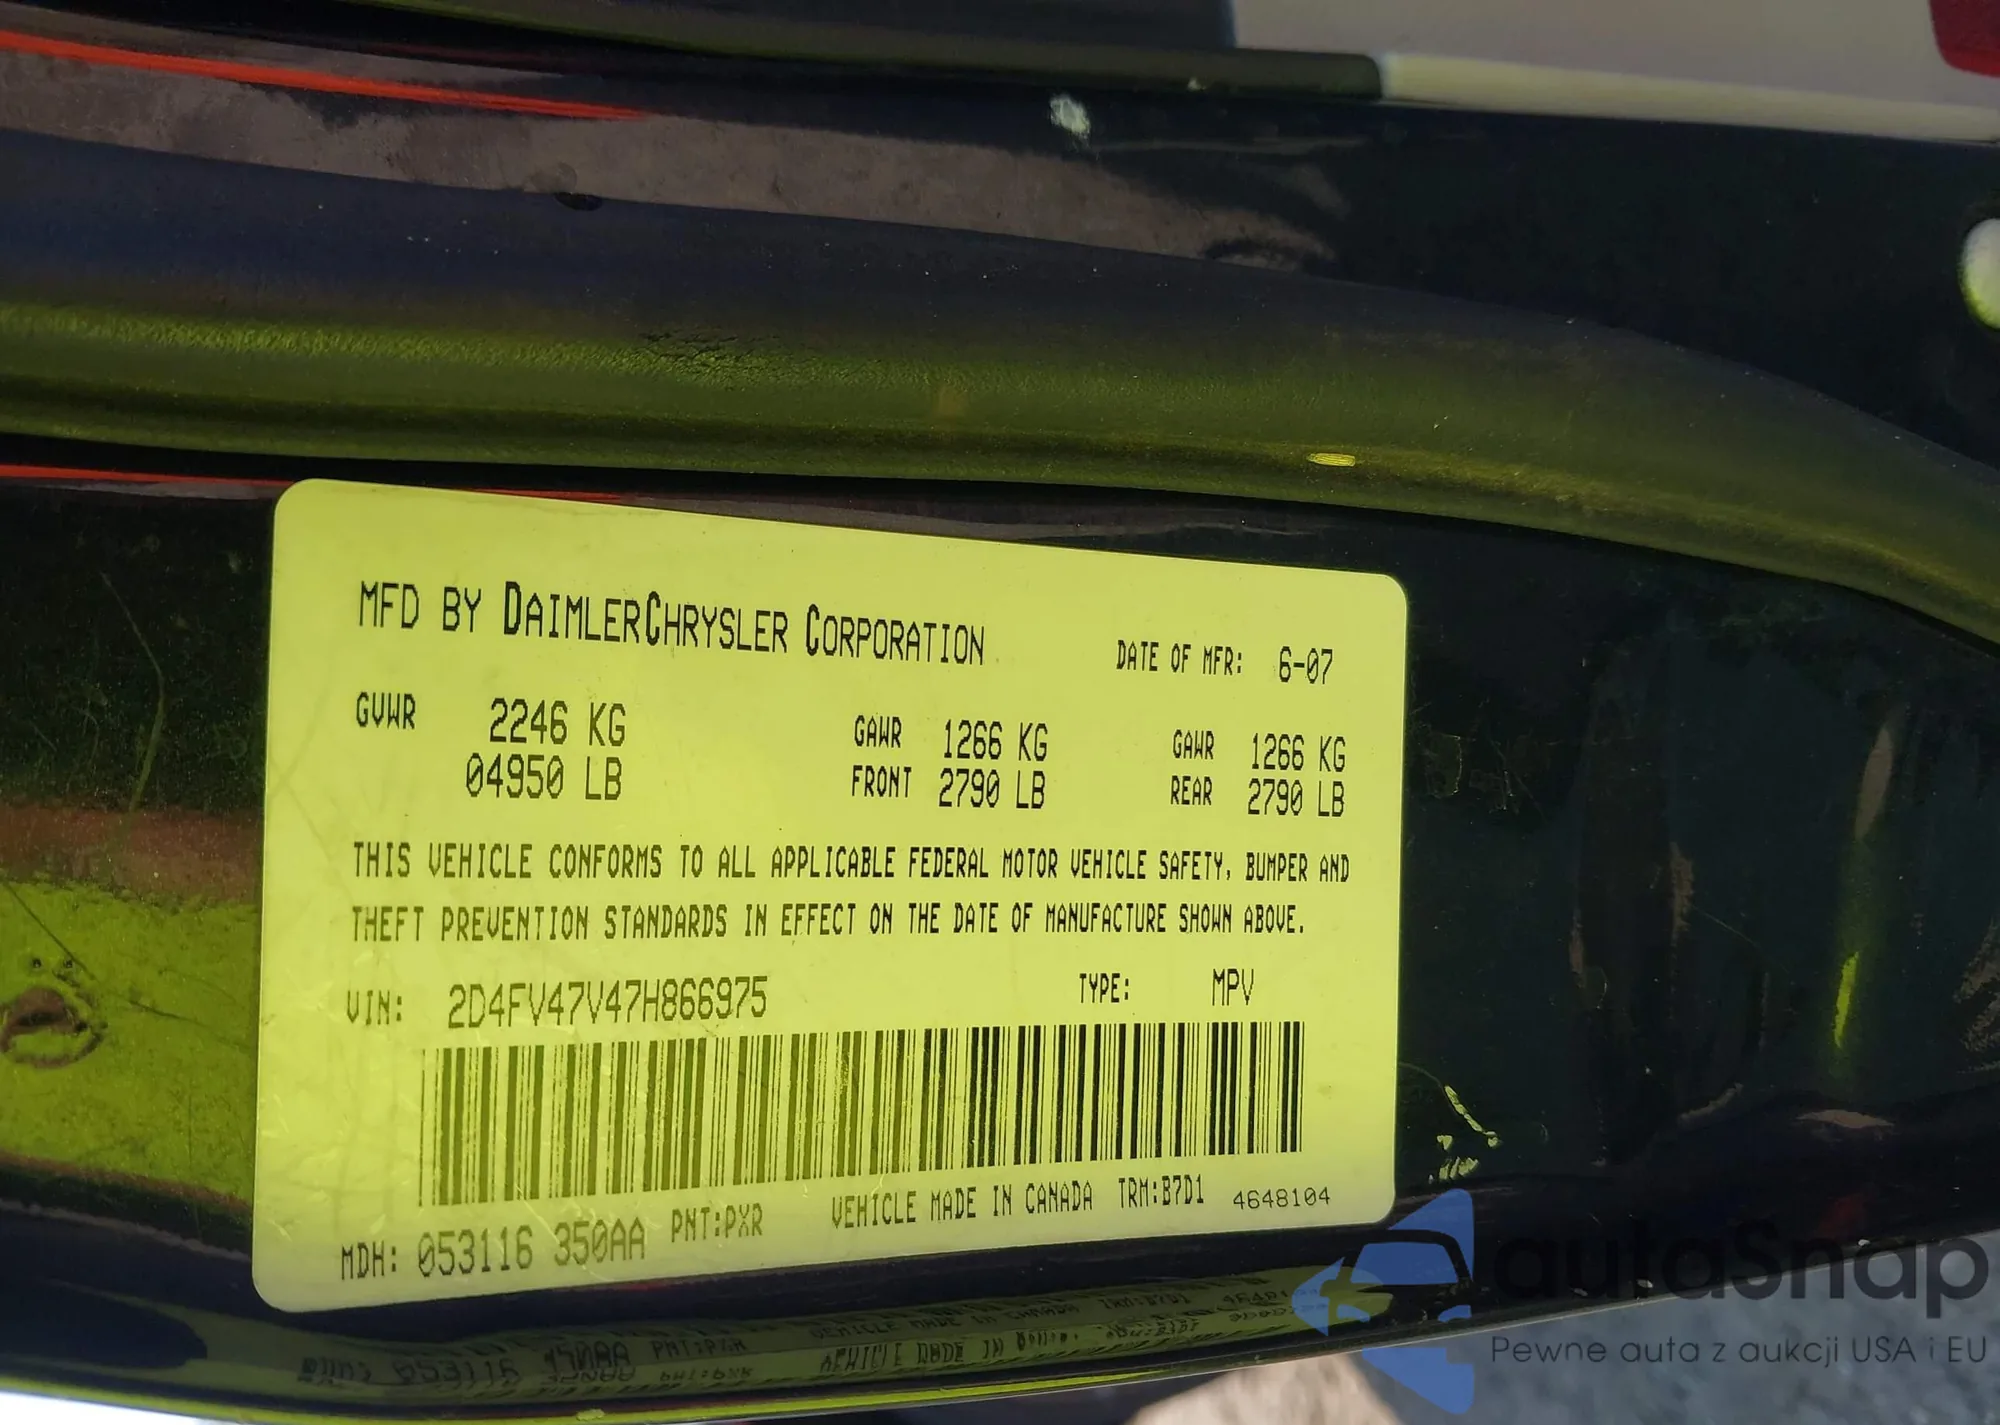 MFD BY DAIMLERCHRYSLER CORPORATION DATE OF MFR: 6-07
GVWR 2246 KG GAWR 1266 KG GAWR 1266 KG
04950 LB FRONT 2790 LB REAR 2790 LB
THIS VEHICLE CONFORMS TO ALL APPLICABLE FEDERAL MOTOR VEHICLE SAFETY, BUMPER AND
THEFT PREVENTION STANDARDS IN EFFECT ON THE DATE OF MANUFACTURE SHOWN ABOVE.
VIN: 2D4FV47V47H866975 TYPE: MPV
MDH: 053116 350AA PNT:PXR VEHICLE MADE IN CANADA TRM:B7D1 4648104
autaSnap
Pewne auta z aukcji USA i EU